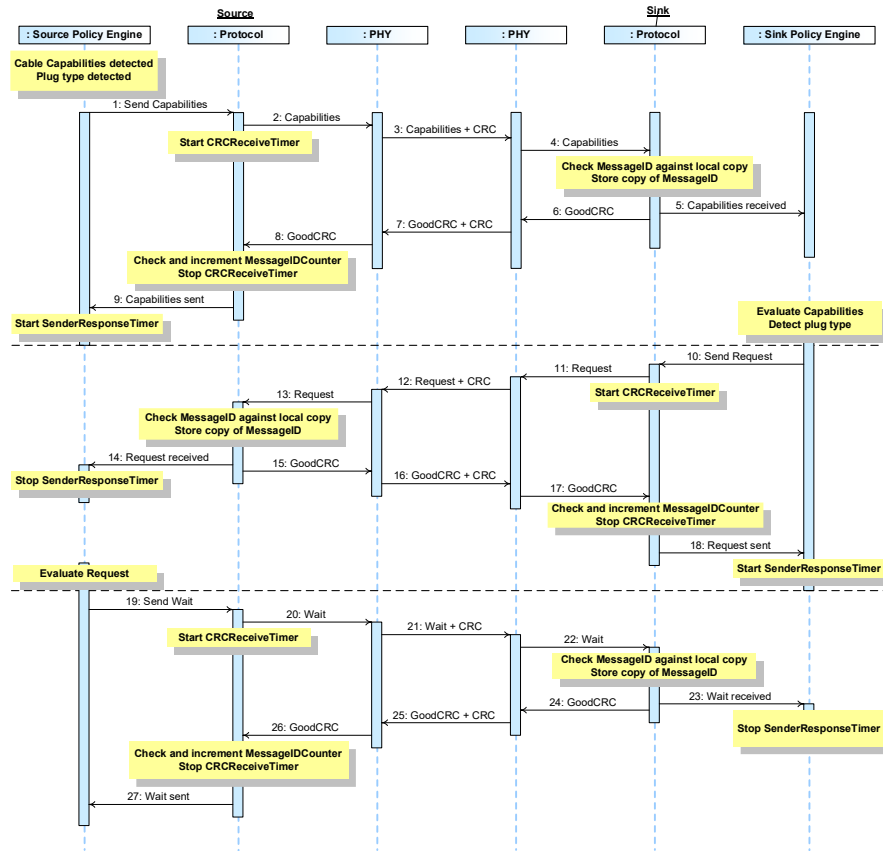 Source
Sink
: Source Policy Engine
: Protocol
: PHY
: PHY
: Protocol
: Sink Policy Engine
Cable Capabilities detected
Plug type detected
1: Send Capabilities
2: Capabilities
Start CRCReceiveTimer
3: Capabilities + CRC
4: Capabilities
Check MessageID against local copy
Store copy of MessageID
5: Capabilities received
6: GoodCRC
7: GoodCRC + CRC
8: GoodCRC
Check and increment MessageIDCounter
Stop CRCReceiveTimer
9: Capabilities sent
Start SenderResponseTimer
Evaluate Capabilities
Detect plug type
10: Send Request
11: Request
Start CRCReceiveTimer
12: Request + CRC
13: Request
Check MessageID against local copy
Store copy of MessageID
14: Request received
Stop SenderResponseTimer
15: GoodCRC
16: GoodCRC + CRC
17: GoodCRC
Check and increment MessageIDCounter
Stop CRCReceiveTimer
18: Request sent
Start SenderResponseTimer
Evaluate Request
19: Send Wait
20: Wait
Start CRCReceiveTimer
21: Wait + CRC
22: Wait
Check MessageID against local copy
Store copy of MessageID
23: Wait received
Stop SenderResponseTimer
24: GoodCRC
25: GoodCRC + CRC
26: GoodCRC
Check and increment MessageIDCounter
Stop CRCReceiveTimer
27: Wait sent